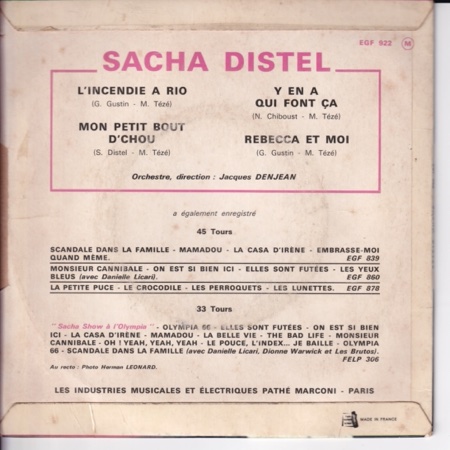 EGF 922 M
SACHA DISTEL
L'INCENDIE A RIO
(G. Gustin - M. Tézé)
MON PETIT BOUT
D'CHOU
(S. Distel - M. Tézé)
Y EN A
QUI FONT ÇA
(N. Chiboust - M. Tézé)
REBECCA ET MOI
(G. Gustin - M. Tézé)
Orchestre, direction : Jacques DENJEAN
a également enregistré
45 Tours
SCANDALE DANS LA FAMILLE - MAMADOU - LA CASA D'IRÈNE - EMBRASSE-MOI
QUAND MÊME. EGF 839
MONSIEUR CANNIBALE - ON EST SI BIEN ICI - ELLES SONT FUTÉES - LES YEUX
BLEUS (avec Danielle Licari). EGF 860
LA PETITE PUCE - LE CROCODILE - LES PERROQUETS - LES LUNETTES. EGF 878
33 Tours
"Sacha Show à l'Olympia" - OLYMPIA 66 - ELLES SONT FUTÉES - ON EST SI BIEN
ICI - LA CASA D'IRÈNE - MAMADOU - LA BELLE VIE - THE BAD LIFE - MONSIEUR
CANNIBALE - OH ! YEAH, YEAH, YEAH - LE POUCE, L'INDEX... JE BAILLE - OLYMPIA
66 - SCANDALE DANS LA FAMILLE (avec Danielle Licari, Dionne Warwick et Les Brutos).
FELP 306
Au recto : Photo Herman LEONARD.
LES INDUSTRIES MUSICALES ET ÉLECTRIQUES PATHÉ MARCONI - PARIS
MADE IN FRANCE